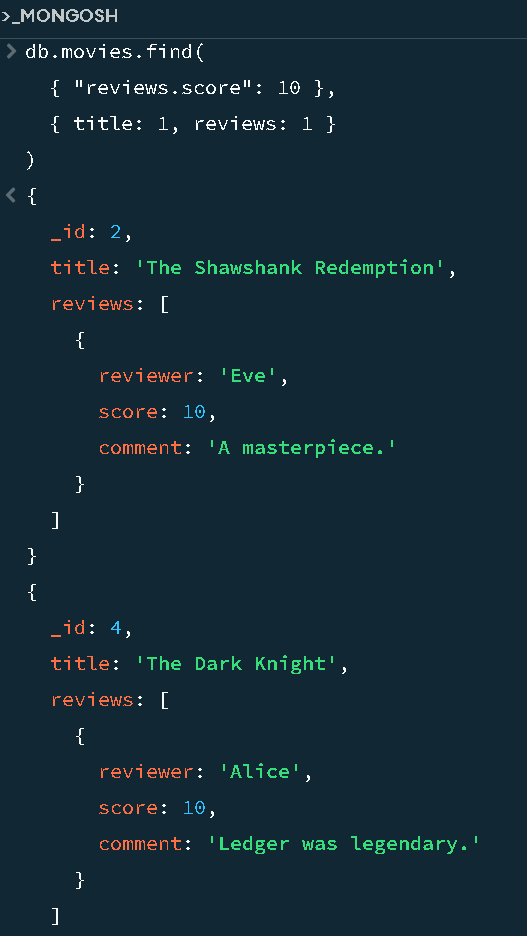 >_MONGOSH
> db.movies.find(
{ "reviews.score": 10 },
{ title: 1, reviews: 1 }
)
< {
_id: 2,
title: 'The Shawshank Redemption',
reviews: [
{
reviewer: 'Eve',
score: 10,
comment: 'A masterpiece.'
}
]
}
{
_id: 4,
title: 'The Dark Knight',
reviews: [
{
reviewer: 'Alice',
score: 10,
comment: 'Ledger was legendary.'
}
]